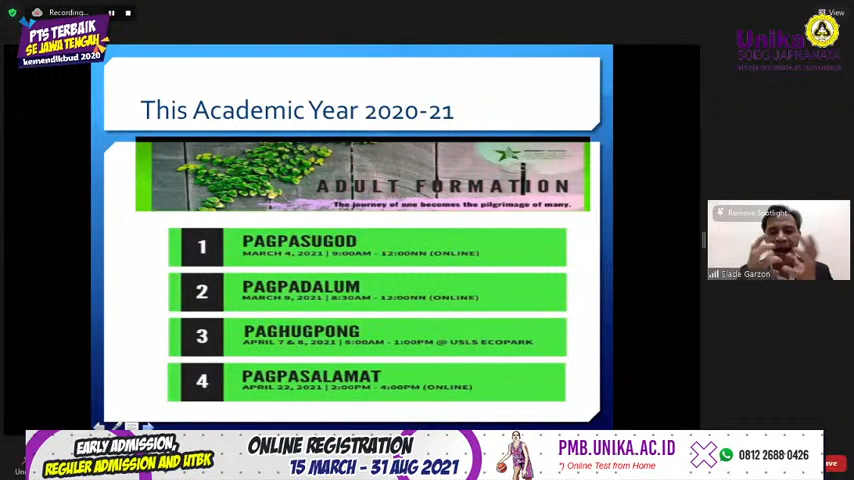 Recording...
View
PTS TERBAIK
SE JAWA TENGAH
kemendikbud 2020
Unika
SOEGIJAPRANATA
This Academic Year 2020-21
ADULT FORMATION
The journey of one becomes the pilgrimage of many.
1 PAGPASUGOD
MARCH 4, 2021 | 9:00AM - 12:00NN (ONLINE)
2 PAGPADALUM
MARCH 9, 2021 | 8:30AM - 12:00NN (ONLINE)
3 PAGHUGPONG
APRIL 7 & 8, 2021 | 8:00AM - 1:00PM @ USLS ECOPARK
4 PAGPASALAMAT
APRIL 22, 2021 | 2:00PM - 4:00PM (ONLINE)
Remove Spotlight
Slade Garzon
EARLY ADMISSION,
REGULER ADMISSION AND UTBK
ONLINE REGISTRATION
15 MARCH - 31 AUG 2021
PMB.UNIKA.AC.ID
*) Online Test from Home
0812 2688 0426